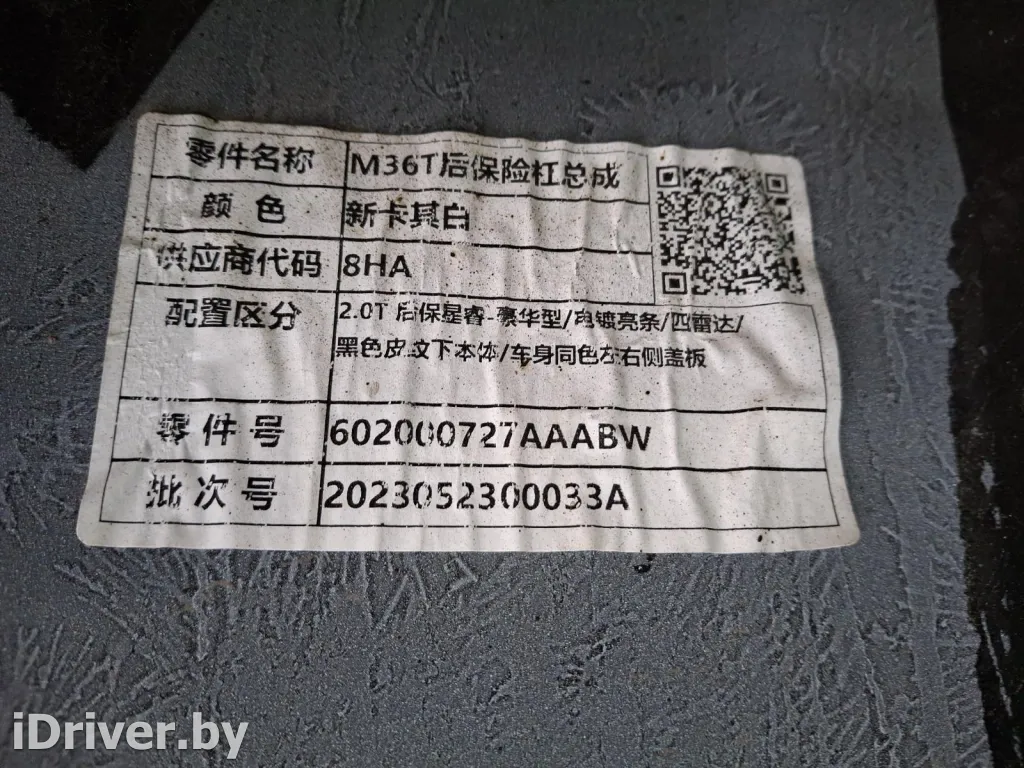 零件名称 M36T后保险杠总成
颜 色 新卡其白
供应商代码 8HA
配置区分 2.0T 后保星睿-豪华型/电镀亮条/四雷达/
黑色皮纹下本体/车身同色左右侧盖板
零 件 号 602000727AAABW
批 次 号 2023052300033A
iDriver.by